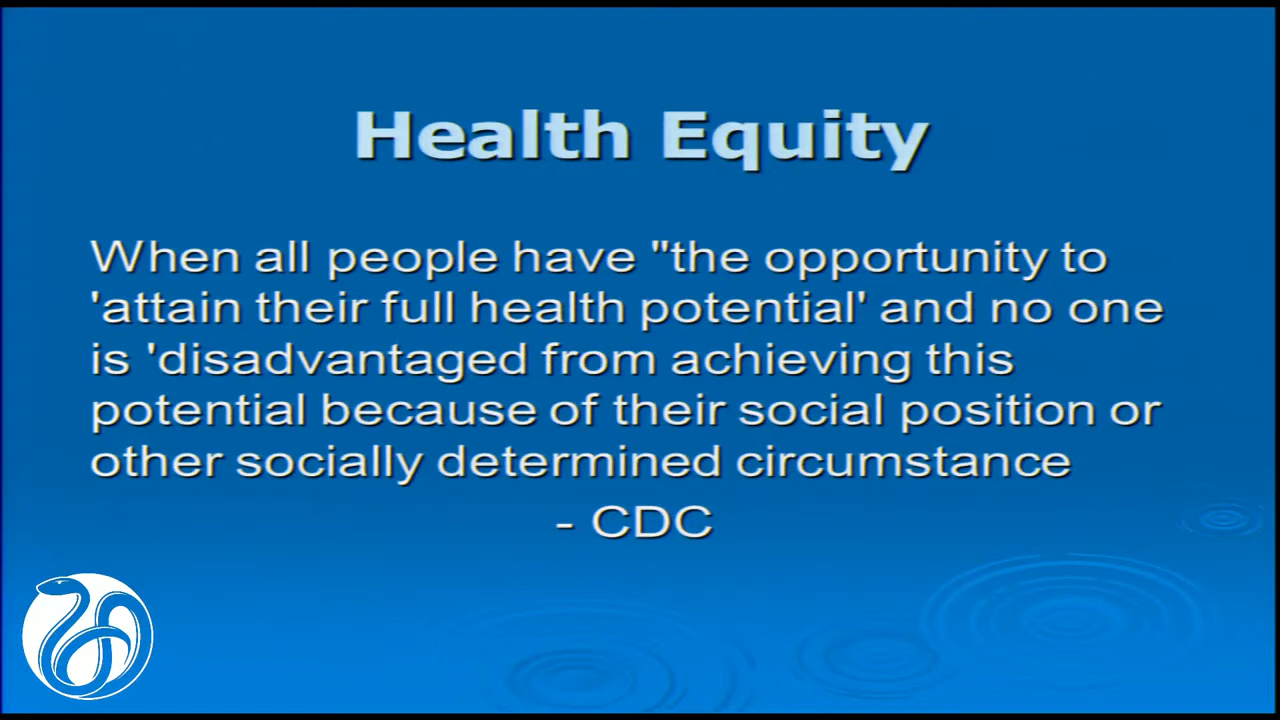 Health Equity
When all people have "the opportunity to
'attain their full health potential' and no one
is 'disadvantaged from achieving this
potential because of their social position or
other socially determined circumstance
- CDC